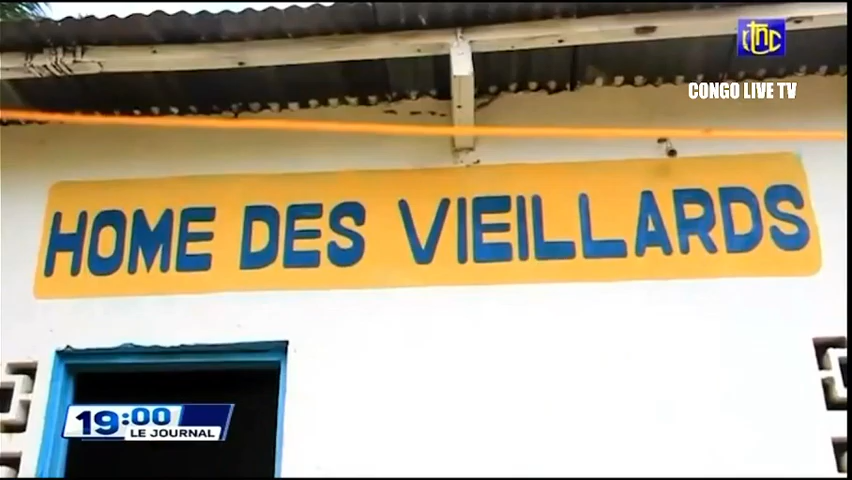 CONGO LIVE TV
HOME DES VIEILLARDS
19:00
LE JOURNAL